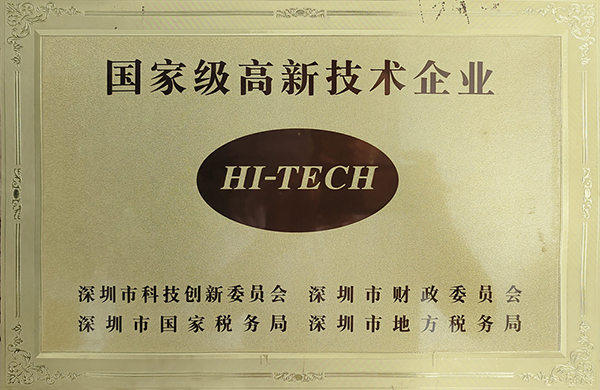 国家级高新技术企业
HI-TECH
深圳市科技创新委员会 深圳市财政委员会
深圳市国家税务局 深圳市地方税务局